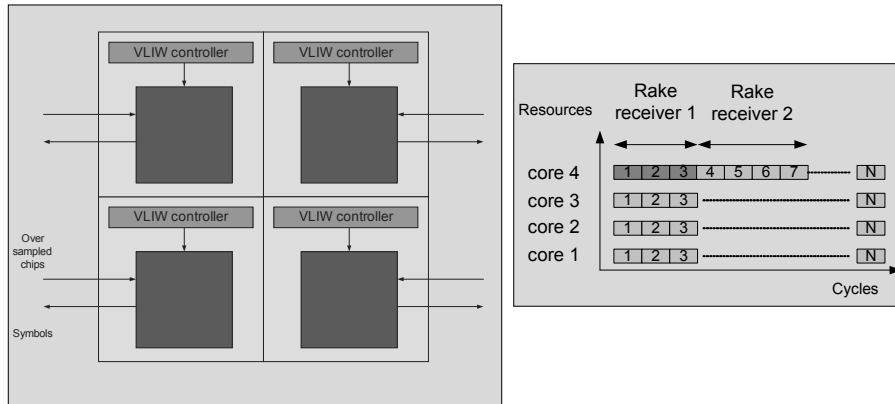 VLIW controller VLIW controller
VLIW controller VLIW controller
Over
sampled
chips
Symbols
Rake
receiver 1
Rake
receiver 2
Resources
core 4 1 2 3 4 5 6 7 N
core 3 1 2 3 N
core 2 1 2 3 N
core 1 1 2 3 N
Cycles